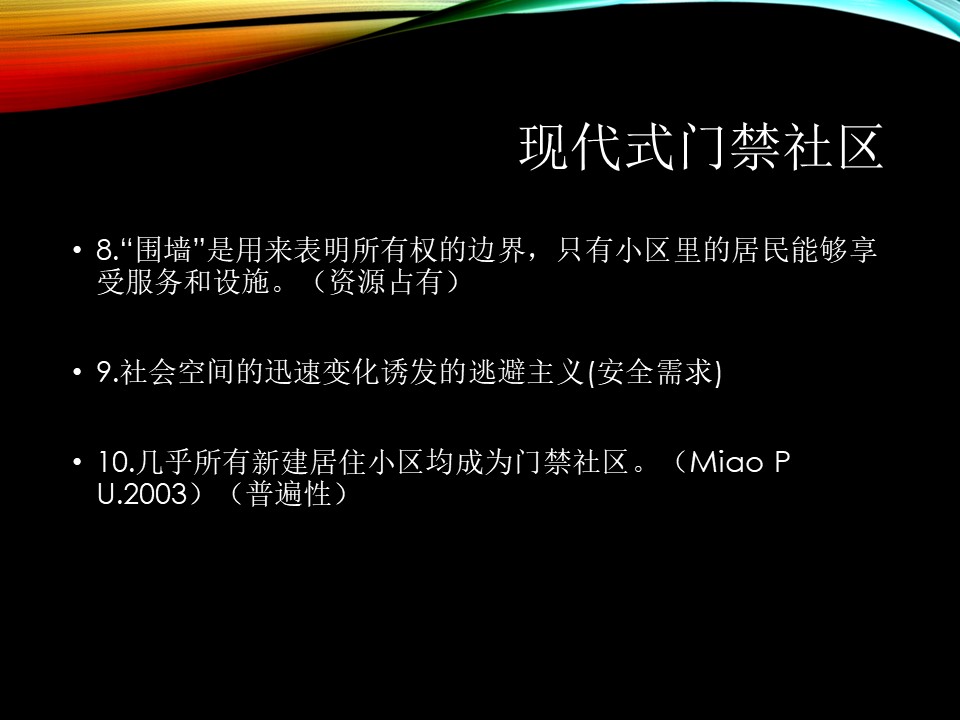 现代式门禁社区
• 8.“围墙”是用来表明所有权的边界，只有小区里的居民能够享
受服务和设施。（资源占有）
• 9.社会空间的迅速变化诱发的逃避主义(安全需求)
• 10.几乎所有新建居住小区均成为门禁社区。（Miao P
U.2003）（普遍性）